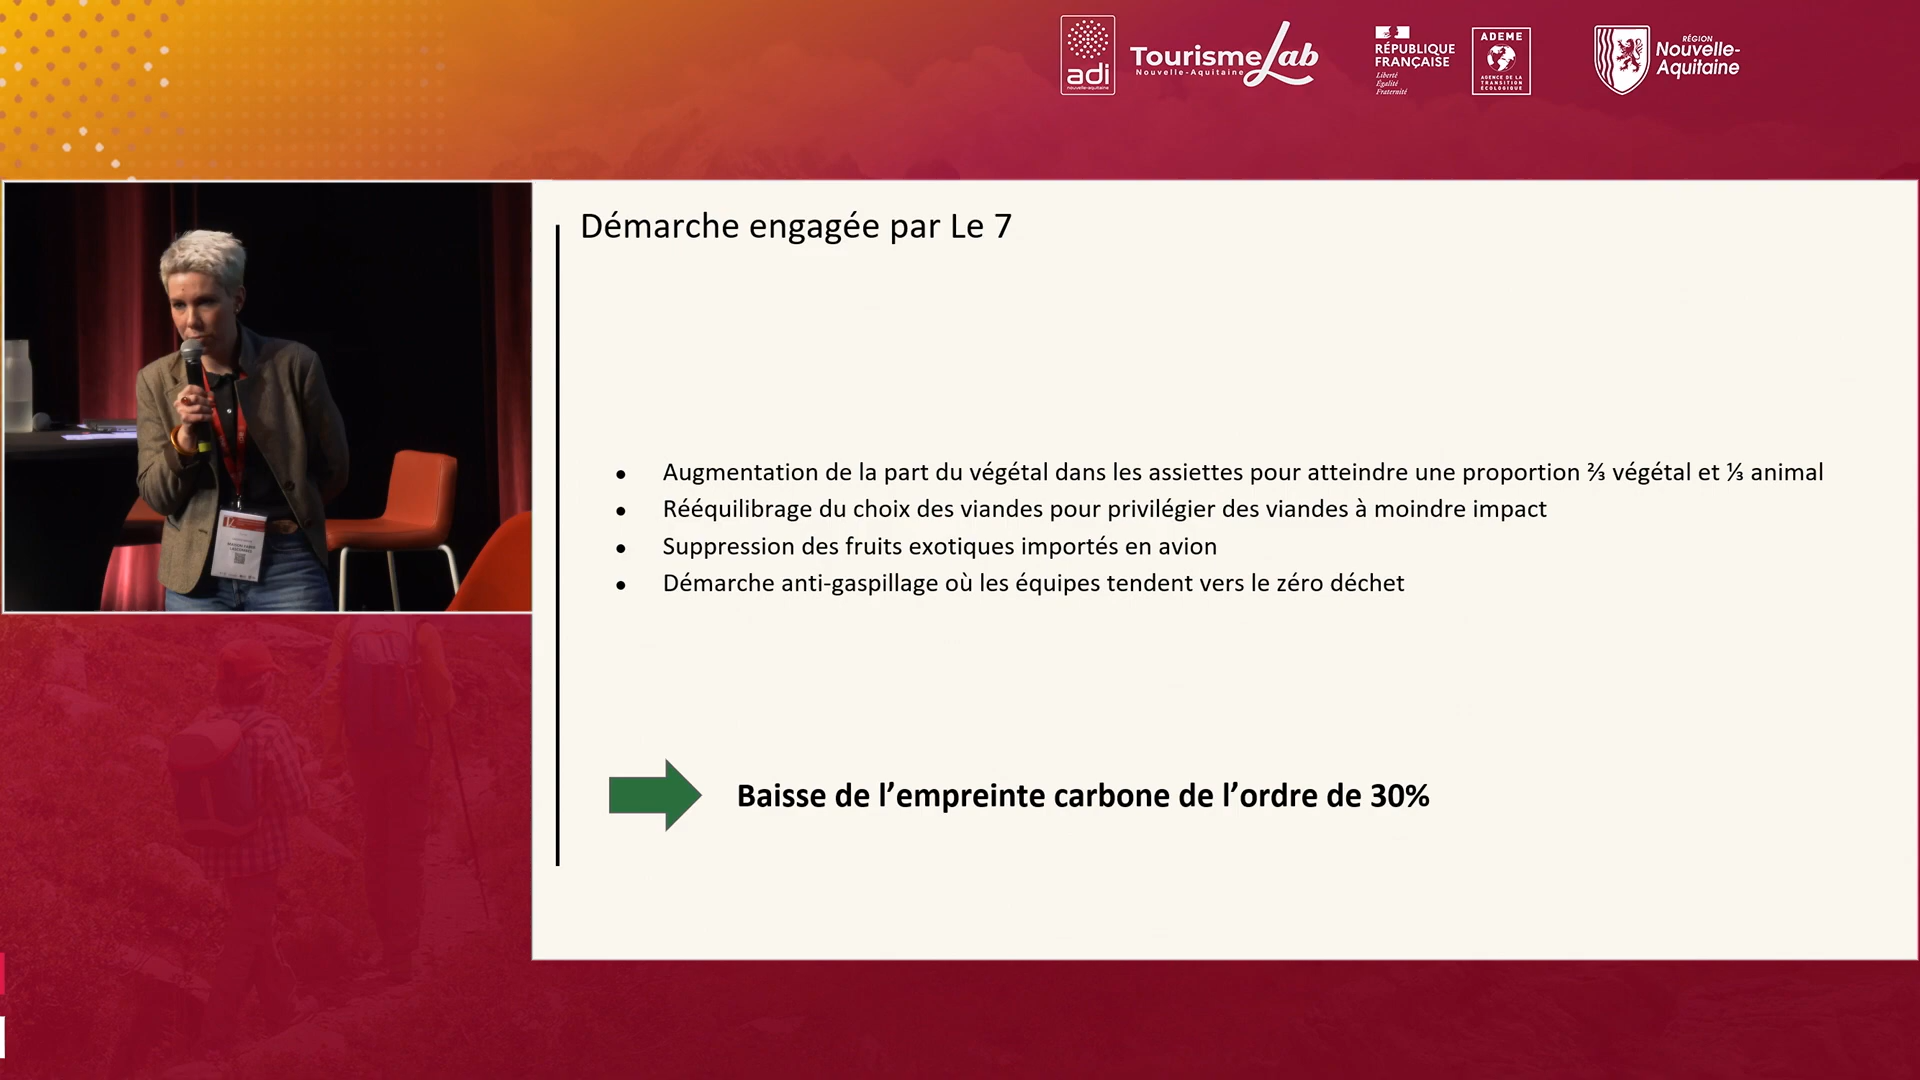 adi
nouvelle-aquitaine
TourismeLab
Nouvelle-Aquitaine
RÉPUBLIQUE
FRANÇAISE
Liberté
Égalité
Fraternité
ADEME
AGENCE DE LA
TRANSITION
ÉCOLOGIQUE
RÉGION
Nouvelle-
Aquitaine
Démarche engagée par Le 7
• Augmentation de la part du végétal dans les assiettes pour atteindre une proportion ⅔ végétal et ⅓ animal
• Rééquilibrage du choix des viandes pour privilégier des viandes à moindre impact
• Suppression des fruits exotiques importés en avion
• Démarche anti-gaspillage où les équipes tendent vers le zéro déchet
Baisse de l’empreinte carbone de l’ordre de 30%